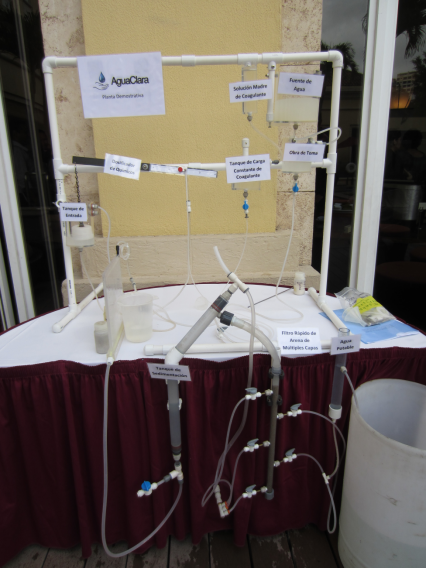 AguaClara
Planta Demostrativa
Solución Madre
de Coagulante
Fuente de
Agua
Obra de Toma
Dosificador
de Químicos
Tanque de Carga
Constante de
Coagulante
Tanque de
Entrada
Filtro Rápido de
Arena de
Múltiples Capas
Agua
Potable
Tanque de
Sedimentación